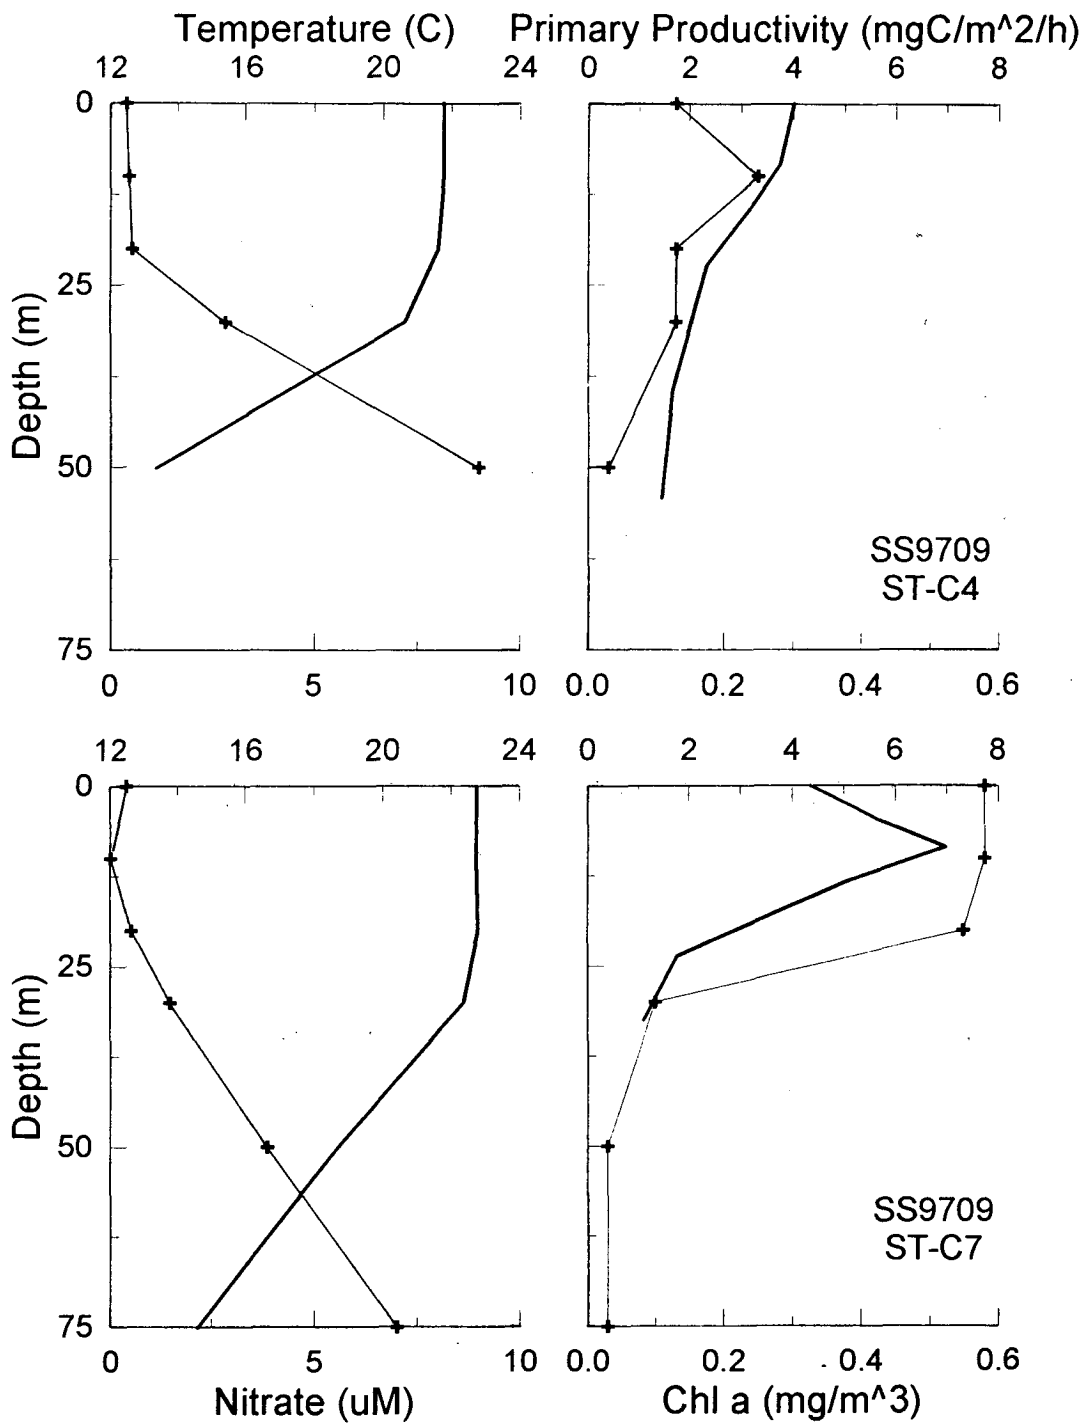 Temperature (C) Primary Productivity (mgC/m^2/h)
12 16 20 24 0 2 4 6 8
0
25
50
75
Depth (m)
SS9709
ST-C4
0 5 10 0.0 0.2 0.4 0.6
12 16 20 24 0 2 4 6 8
0
25
50
75
Depth (m)
SS9709
ST-C7
0 5 10 0.0 0.2 0.4 0.6
Nitrate (uM) Chl a (mg/m^3)